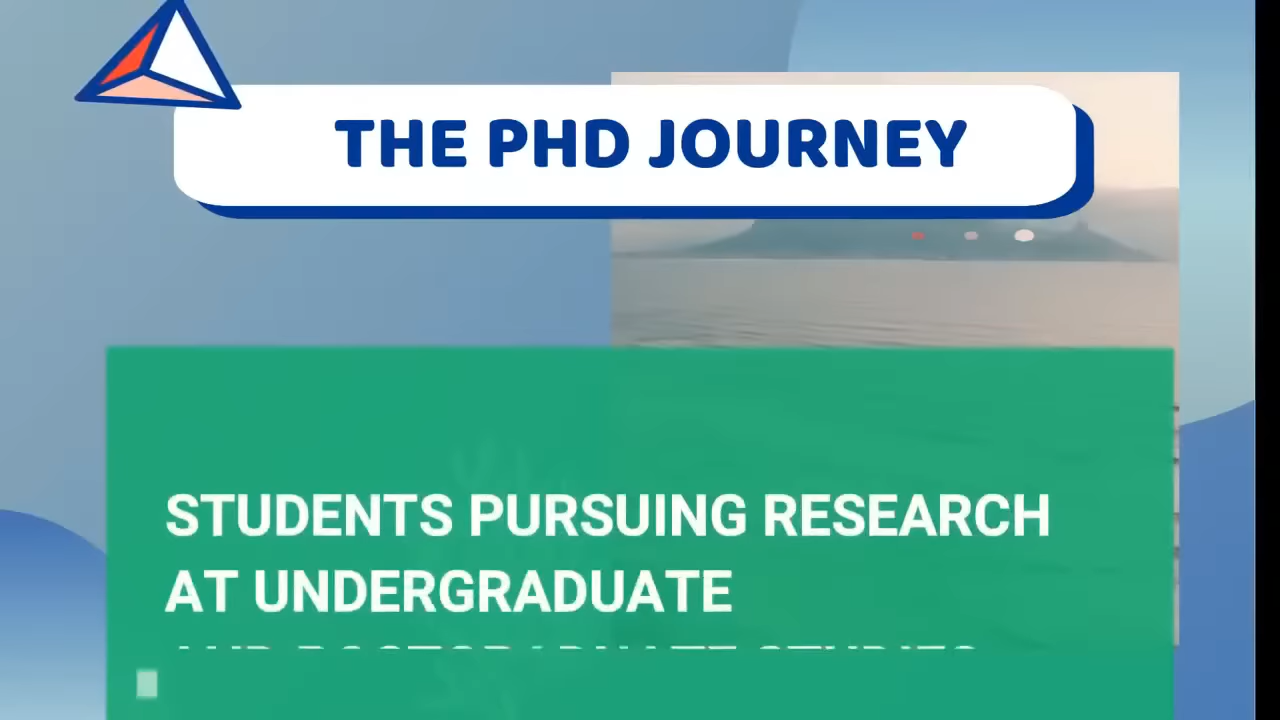 THE PHD JOURNEY
STUDENTS PURSUING RESEARCH
AT UNDERGRADUATE